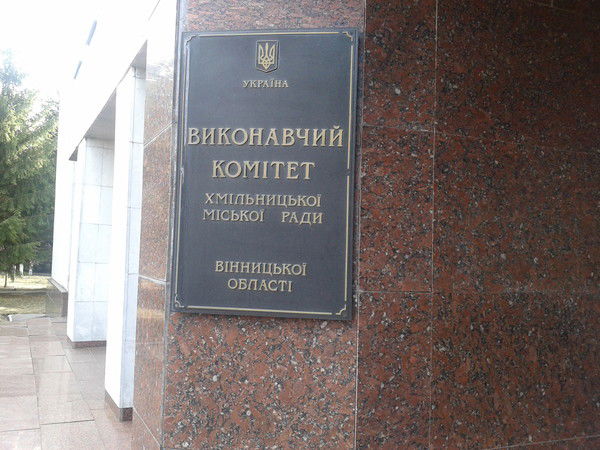 УКРАЇНА
ВИКОНАВЧИЙ
КОМІТЕТ
ХМІЛЬНИЦЬКОЇ
МІСЬКОЇ РАДИ
ВІННИЦЬКОЇ
ОБЛАСТІ